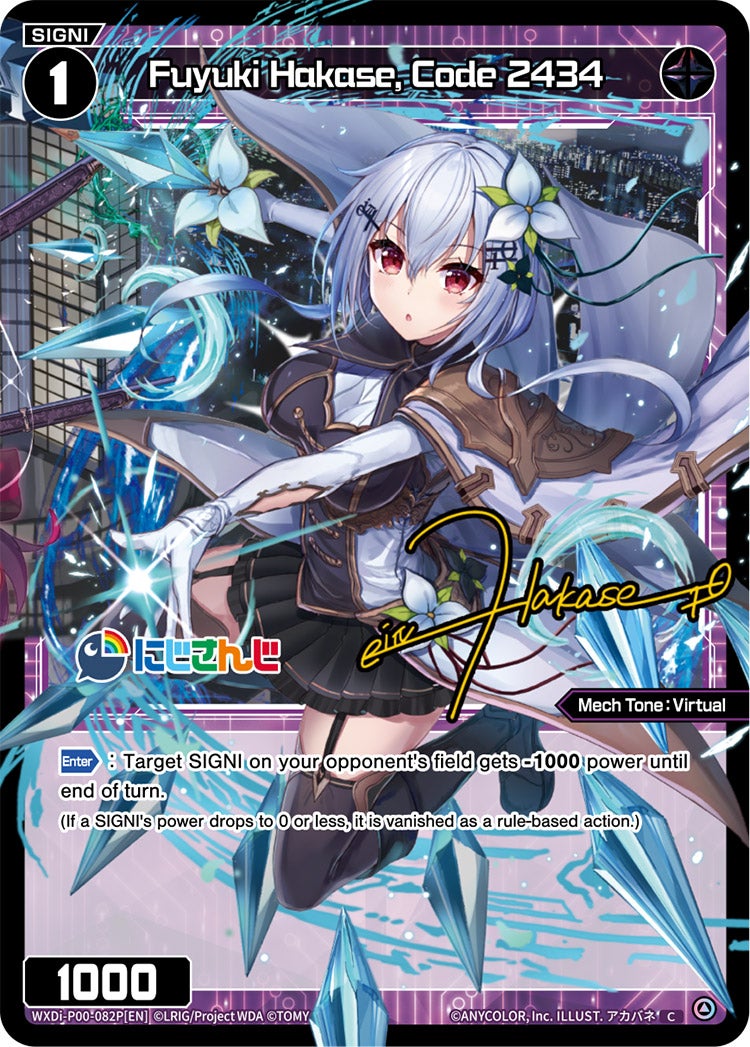 SIGNI
1
Fuyuki Hakase, Code 2434
Hakase
にじさんじ
Mech Tone:Virtual
Enter : Target SIGNI on your opponent's field gets -1000 power until
end of turn.
(If a SIGNI's power drops to 0 or less, it is vanished as a rule-based action.)
1000
WXDi-P00-082P[EN] ©LRIG/Project WDA ©TOMY
©ANYCOLOR, Inc. ILLUST. アカバネ C